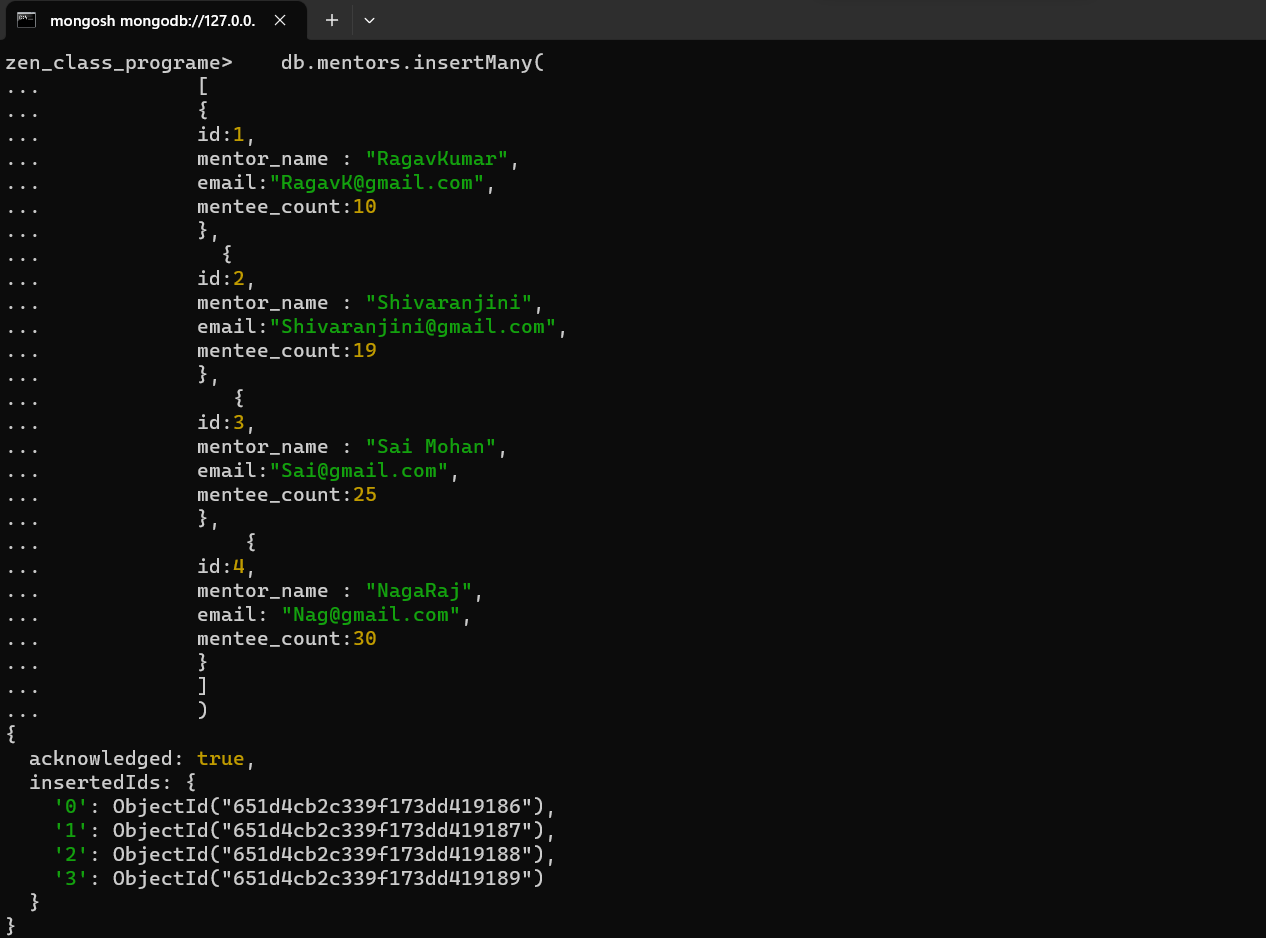 mongosh mongodb://127.0.0.
zen_class_programe>    db.mentors.insertMany(
...             [
...             {
...             id:1,
...             mentor_name : "RagavKumar",
...             email:"RagavK@gmail.com",
...             mentee_count:10
...             },
...               {
...             id:2,
...             mentor_name : "Shivaranjini",
...             email:"Shivaranjini@gmail.com",
...             mentee_count:19
...             },
...                {
...             id:3,
...             mentor_name : "Sai Mohan",
...             email:"Sai@gmail.com",
...             mentee_count:25
...             },
...                 {
...             id:4,
...             mentor_name : "NagaRaj",
...             email: "Nag@gmail.com",
...             mentee_count:30
...             }
...             ]
...             )
{
  acknowledged: true,
  insertedIds: {
    '0': ObjectId("651d4cb2c339f173dd419186"),
    '1': ObjectId("651d4cb2c339f173dd419187"),
    '2': ObjectId("651d4cb2c339f173dd419188"),
    '3': ObjectId("651d4cb2c339f173dd419189")
  }
}